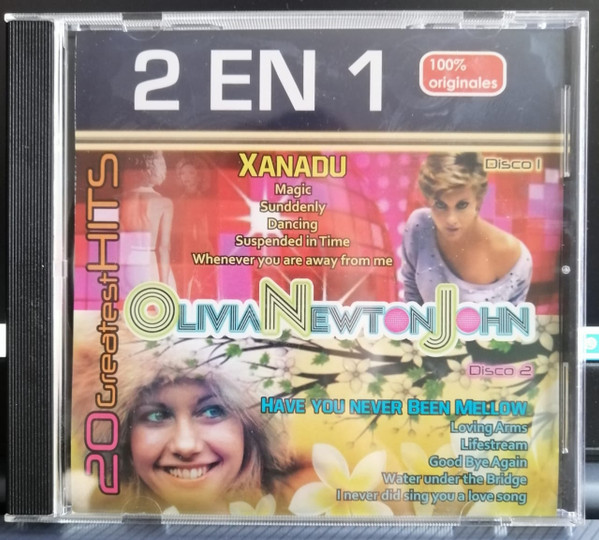 2 EN 1
100%
originales
20 GreatestHITS
XANADU
Disco 1
Magic
Sunddenly
Dancing
Suspended in Time
Whenever you are away from me
OLIVIA NEWTON JOHN
Disco 2
HAVE YOU NEVER BEEN MELLOW
Loving Arms
Lifestream
Good Bye Again
Water under the Bridge
I never did sing you a love song